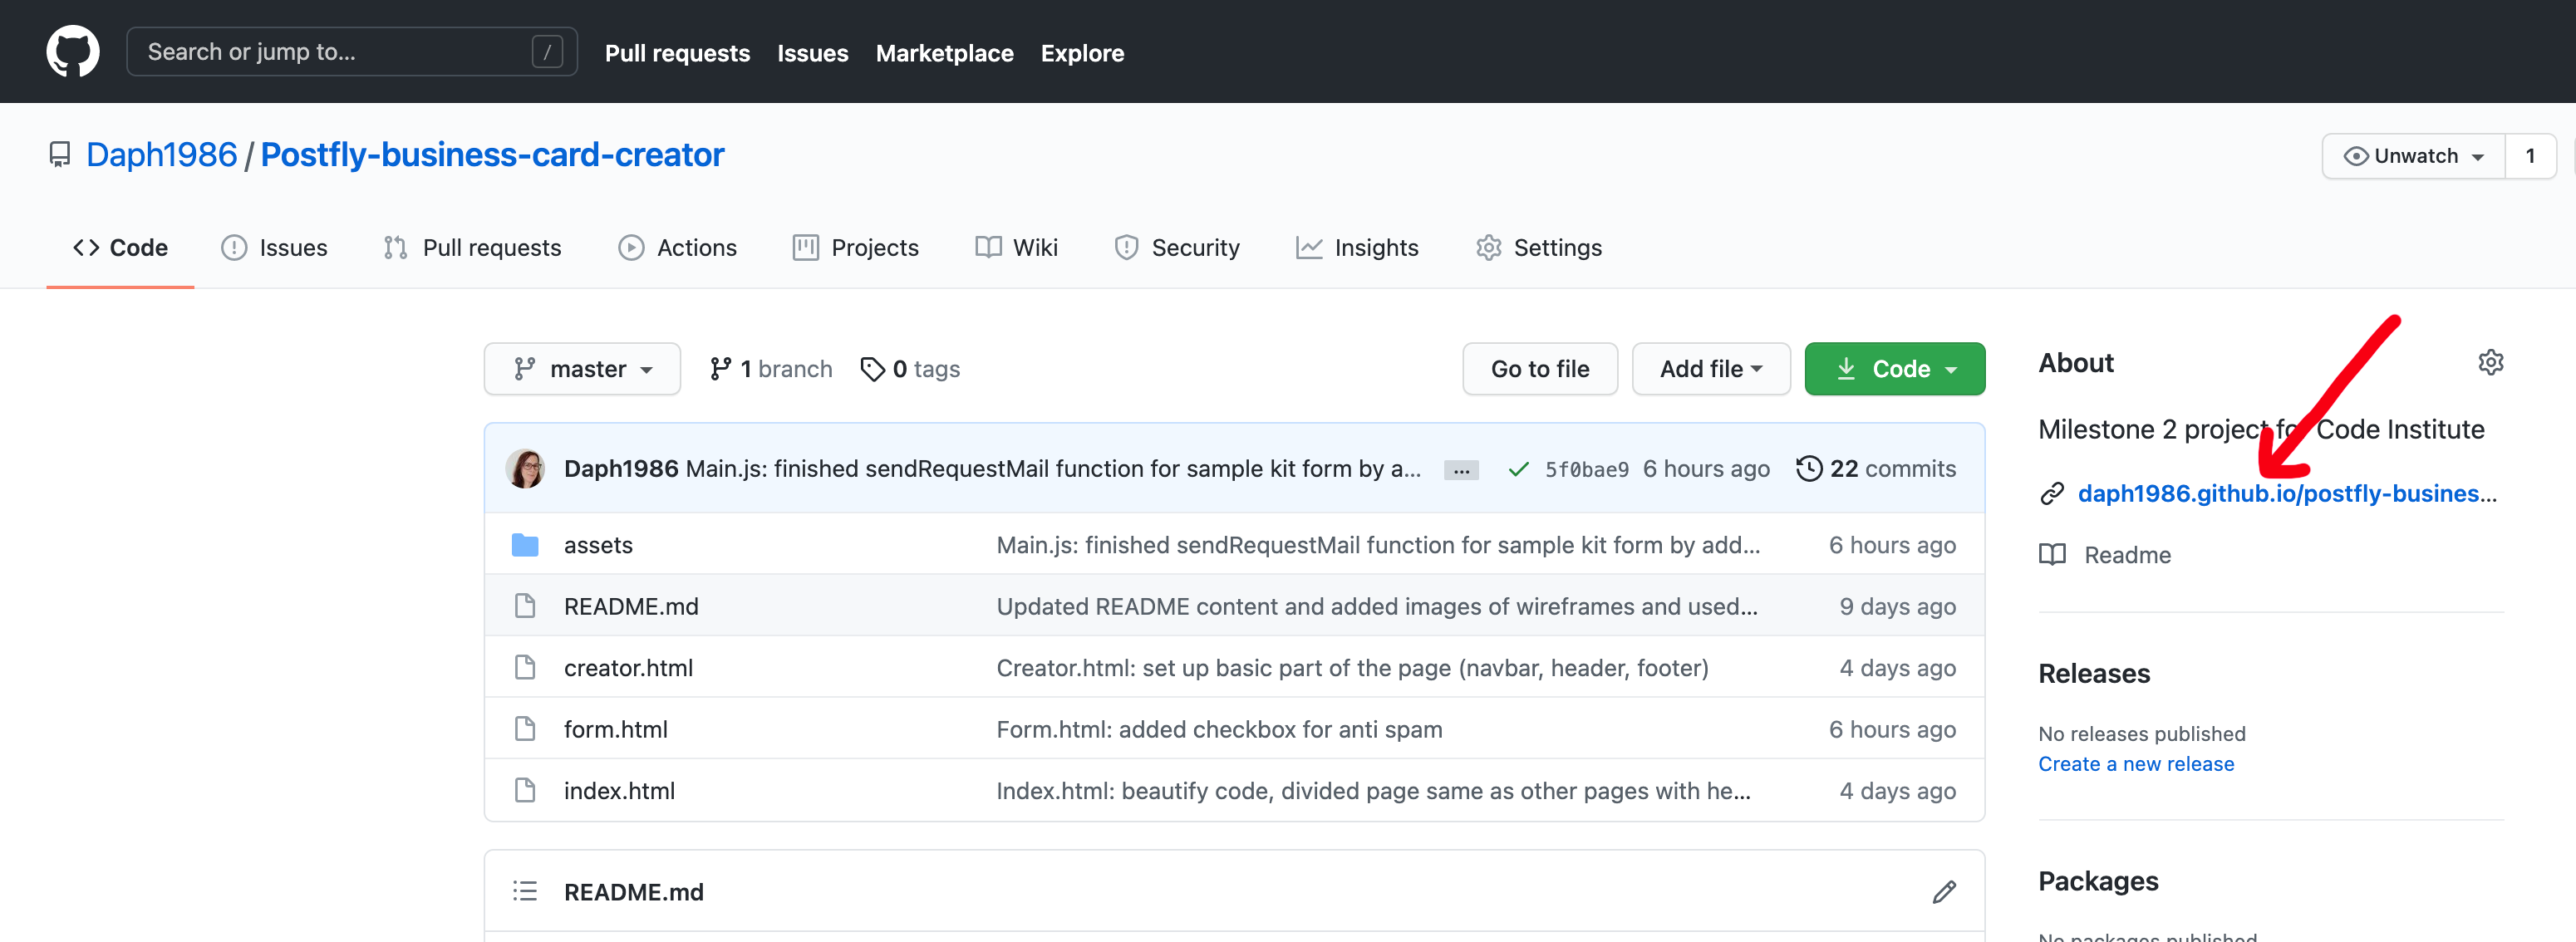 Search or jump to... /
Pull requests Issues Marketplace Explore
Daph1986 / Postfly-business-card-creator
Unwatch 1
Code Issues Pull requests Actions Projects Wiki Security Insights Settings
master 1 branch 0 tags
Go to file Add file Code
Daph1986 Main.js: finished sendRequestMail function for sample kit form by a... ... 5f0bae9 6 hours ago 22 commits
assets Main.js: finished sendRequestMail function for sample kit form by add... 6 hours ago
README.md Updated README content and added images of wireframes and used... 9 days ago
creator.html Creator.html: set up basic part of the page (navbar, header, footer) 4 days ago
form.html Form.html: added checkbox for anti spam 6 hours ago
index.html Index.html: beautify code, divided page same as other pages with he... 4 days ago
README.md
About
Milestone 2 project for Code Institute
daph1986.github.io/postfly-busines...
Readme
Releases
No releases published
Create a new release
Packages
No packages published